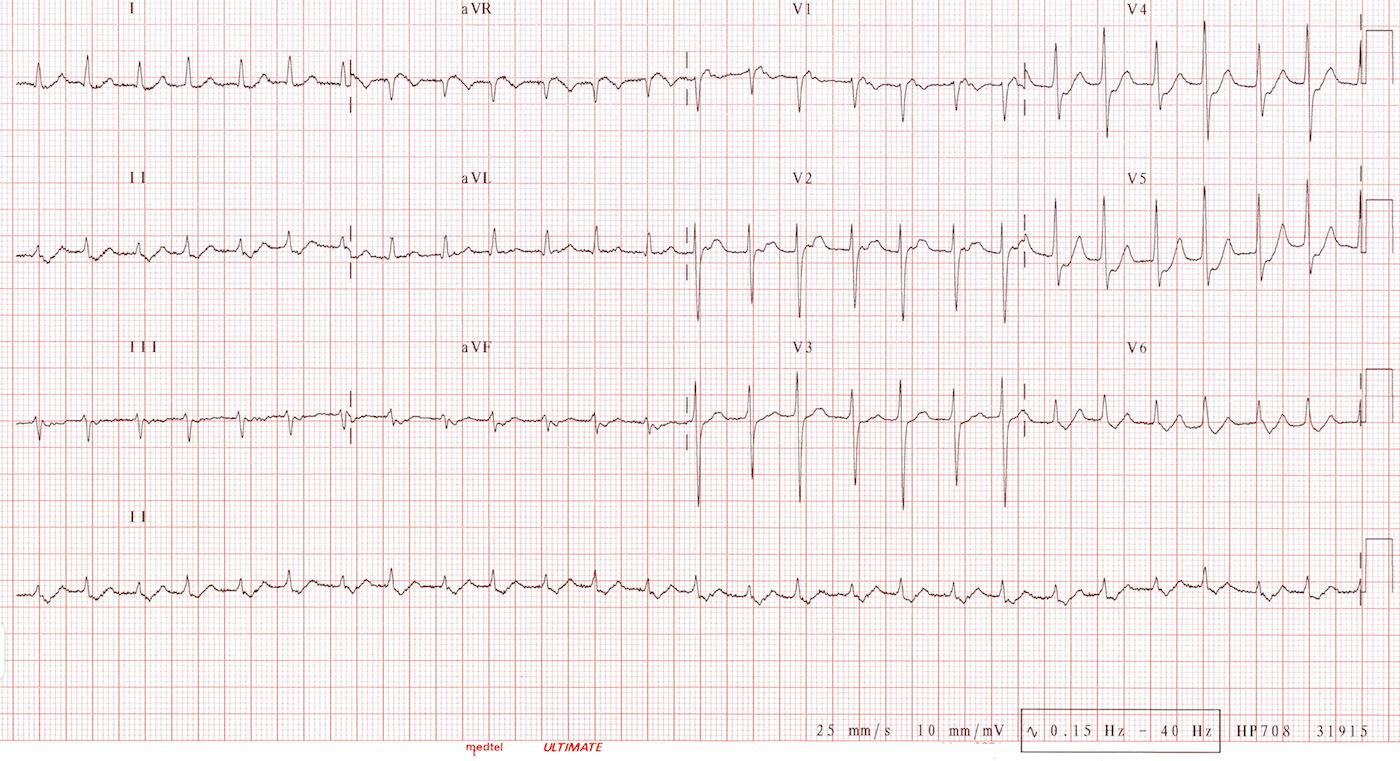 I aVR V1 V4
II aVL V2 V5
III aVF V3 V6
II
25 mm/s 10 mm/mV ∿ 0.15 Hz - 40 Hz HP708 31915
medtel ULTIMATE